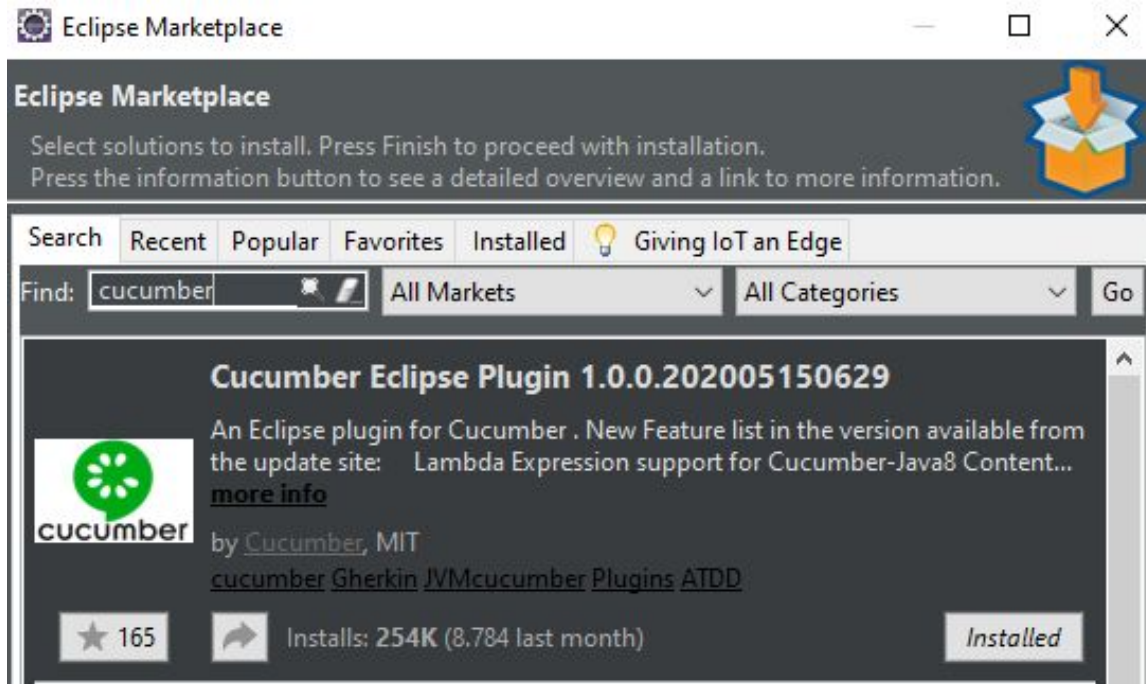 Eclipse Marketplace
Eclipse Marketplace
Select solutions to install. Press Finish to proceed with installation.
Press the information button to see a detailed overview and a link to more information.
Search Recent Popular Favorites Installed Giving IoT an Edge
Find: cucumber All Markets All Categories Go
Cucumber Eclipse Plugin 1.0.0.202005150629
An Eclipse plugin for Cucumber . New Feature list in the version available from
the update site: Lambda Expression support for Cucumber-Java8 Content...
more info
cucumber
by Cucumber, MIT
cucumber Gherkin JVMcucumber Plugins ATDD
165 Installs: 254K (8.784 last month) Installed